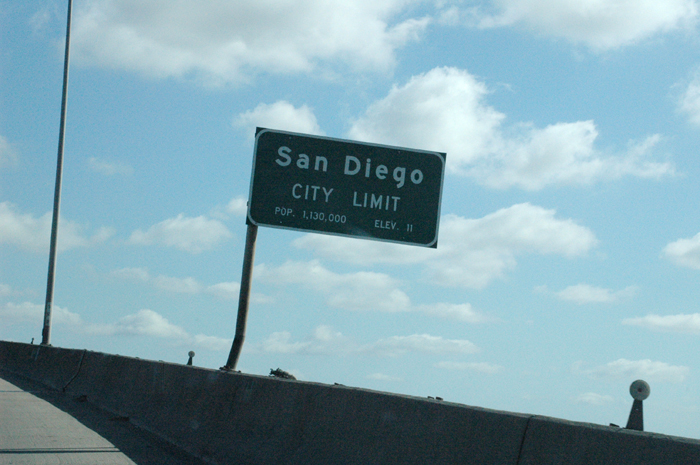 San Diego
CITY LIMIT
POP. 1,130,000 ELEV. 11